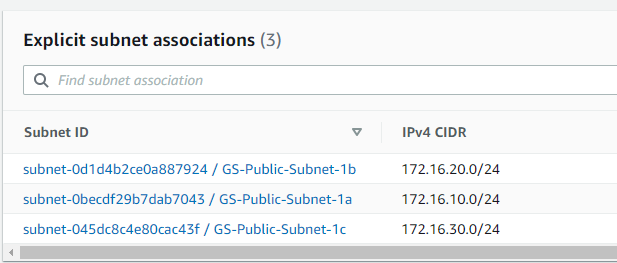 Explicit subnet associations (3)
Find subnet association
Subnet ID IPv4 CIDR
subnet-0d1d4b2ce0a887924 / GS-Public-Subnet-1b 172.16.20.0/24
subnet-0becdf29b7dab7043 / GS-Public-Subnet-1a 172.16.10.0/24
subnet-045dc8c4e80cac43f / GS-Public-Subnet-1c 172.16.30.0/24